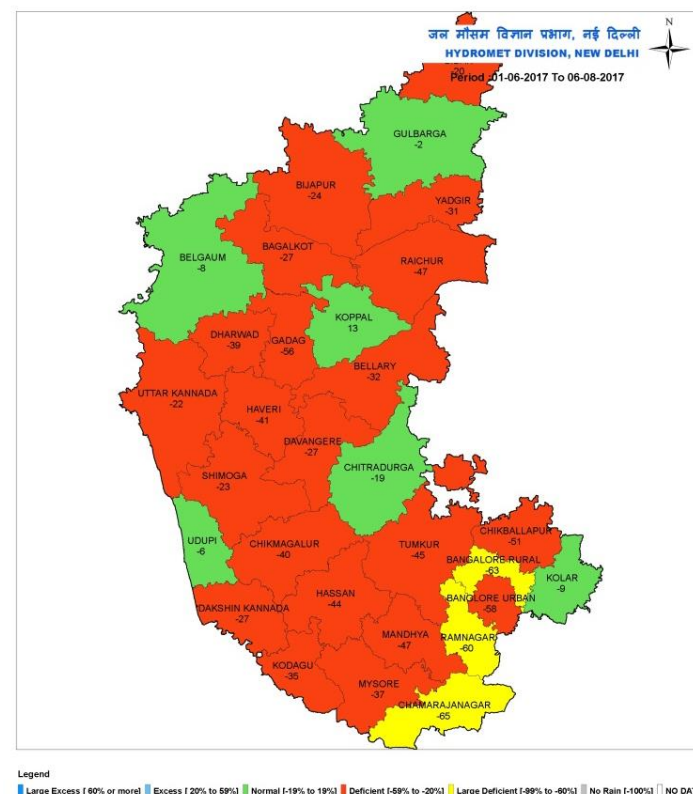 जल मौसम विज्ञान प्रभाग, नई दिल्ली
HYDROMET DIVISION, NEW DELHI
N
-20
Period :01-06-2017 To 06-08-2017
GULBARGA
-2
BIJAPUR
-24
YADGIR
-31
BAGALKOT
-27
BELGAUM
-8
RAICHUR
-47
KOPPAL
13
DHARWAD
-39
GADAG
-56
BELLARY
-32
UTTAR KANNADA
-22
HAVERI
-41
DAVANGERE
-27
CHITRADURGA
-19
SHIMOGA
-23
UDUPI
-6
CHIKMAGALUR
-40
TUMKUR
-45
CHIKBALLAPUR
-51
BANGALORE RURAL
-63
KOLAR
-9
BANGLORE URBAN
-58
HASSAN
-44
DAKSHIN KANNADA
-27
MANDHYA
-47
RAMNAGAR
-60
KODAGU
-35
MYSORE
-37
CHAMARAJANAGAR
-65
Legend
Large Excess [ 60% or more] Excess [ 20% to 59%] Normal [-19% to 19%] Deficient [-59% to -20%] Large Deficient [-99% to -60%] No Rain [-100%] NO DA